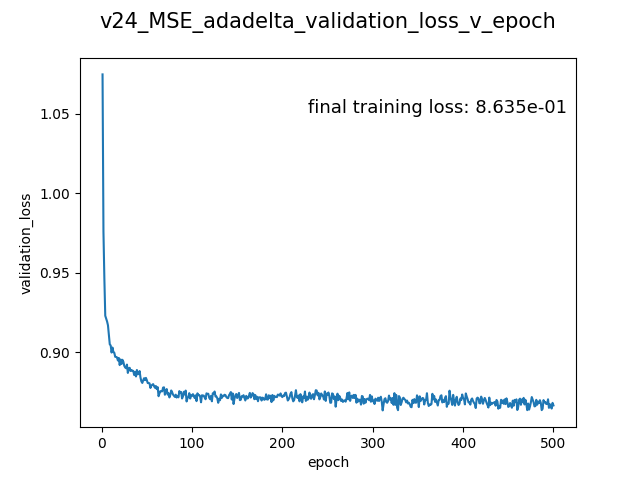 v24_MSE_adadelta_validation_loss_v_epoch
final training loss: 8.635e-01
1.05
1.00
0.95
0.90
validation_loss
0 100 200 300 400 500
epoch